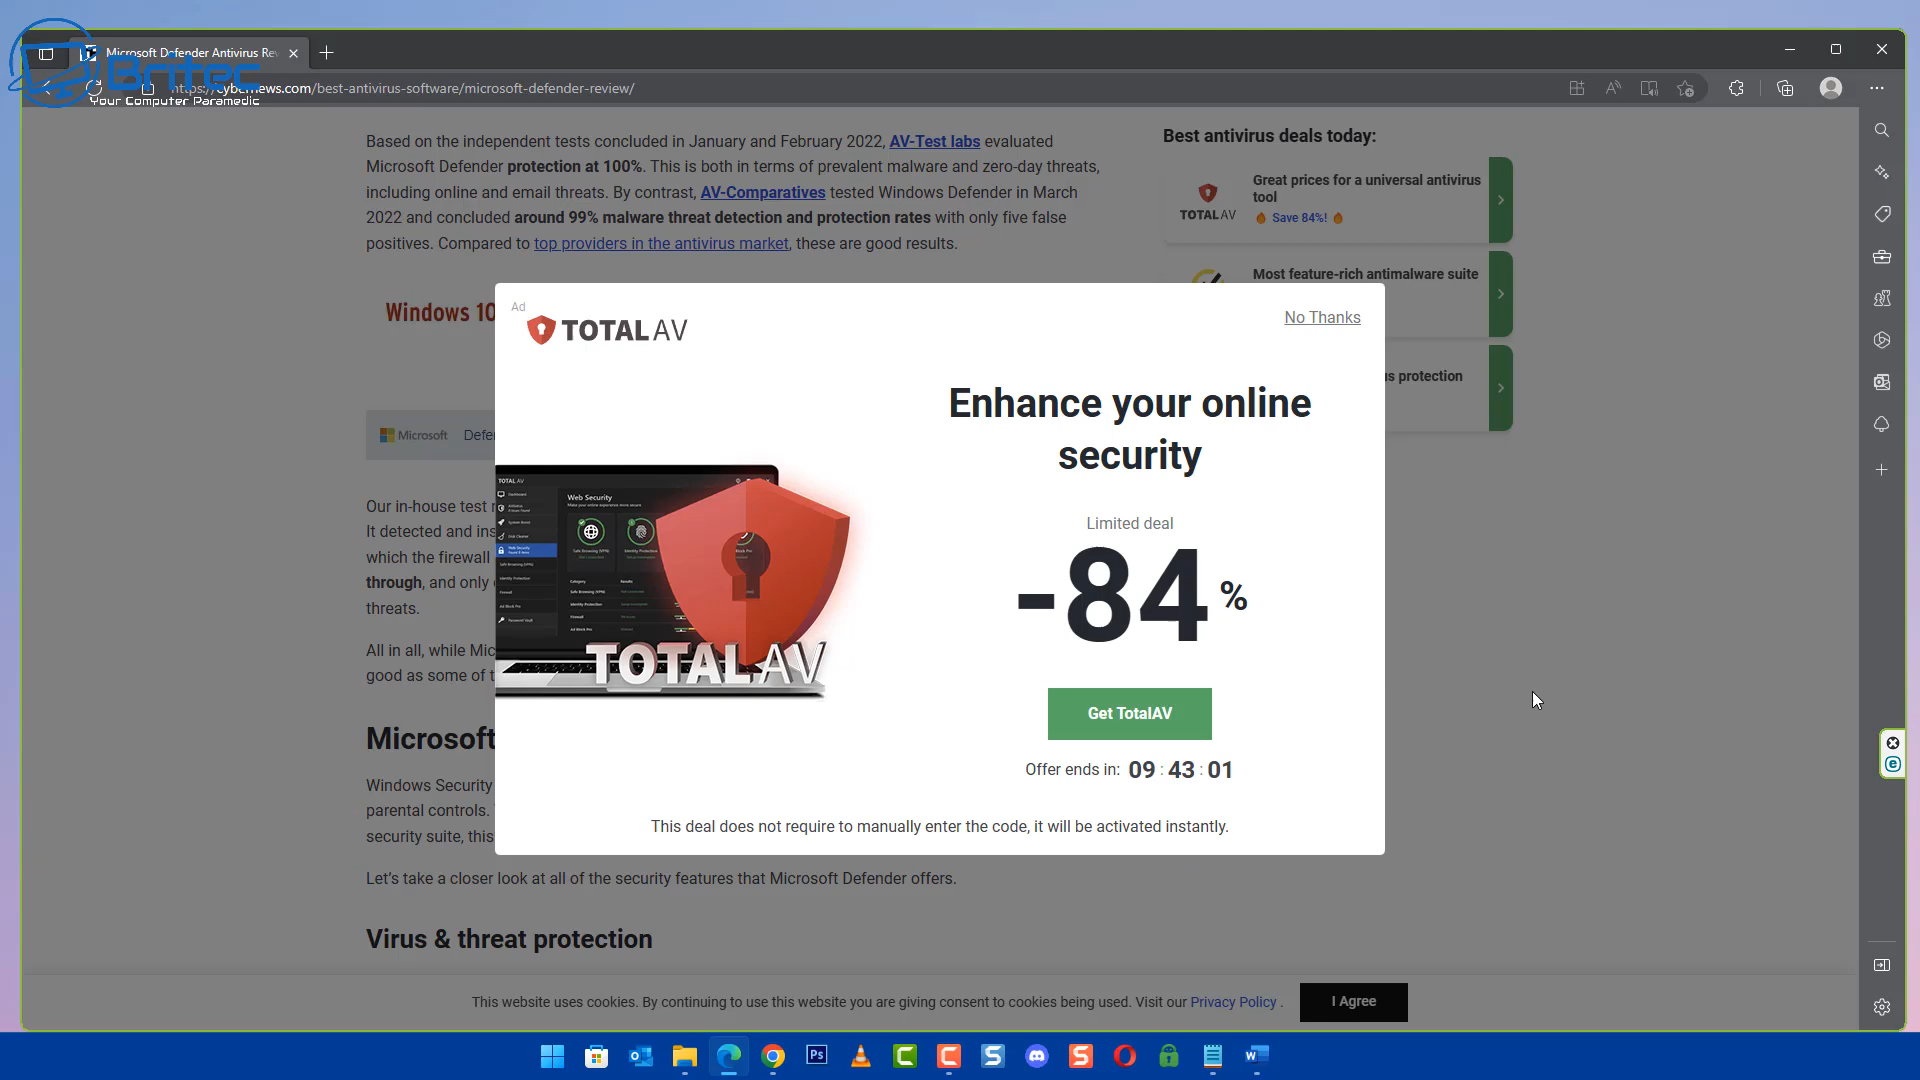 Microsoft Defender Antivirus Rev
Britec
Your Computer Paramedic
https://cybernews.com/best-antivirus-software/microsoft-defender-review/
Based on the independent tests concluded in January and February 2022, AV-Test labs evaluated
Microsoft Defender protection at 100%. This is both in terms of prevalent malware and zero-day threats,
including online and email threats. By contrast, AV-Comparatives tested Windows Defender in March
2022 and concluded around 99% malware threat detection and protection rates with only five false
positives. Compared to top providers in the antivirus market, these are good results.
Best antivirus deals today:
Great prices for a universal antivirus
tool
TOTALAV
Save 84%!
Most feature-rich antimalware suite
us protection
Windows 10
Microsoft Defen
Our in-house test
It detected and ins
which the firewall
through, and only
threats.
All in all, while Mic
good as some of t
Microsoft
Windows Security
parental controls.
security suite, this
Let's take a closer look at all of the security features that Microsoft Defender offers.
Virus & threat protection
Ad
TOTALAV
No Thanks
Enhance your online
security
Limited deal
-84%
Get TotalAV
Offer ends in: 09 : 43 : 01
This deal does not require to manually enter the code, it will be activated instantly.
TOTALAV
Web Security
TOTALAV
This website uses cookies. By continuing to use this website you are giving consent to cookies being used. Visit our Privacy Policy .
I Agree
Ps